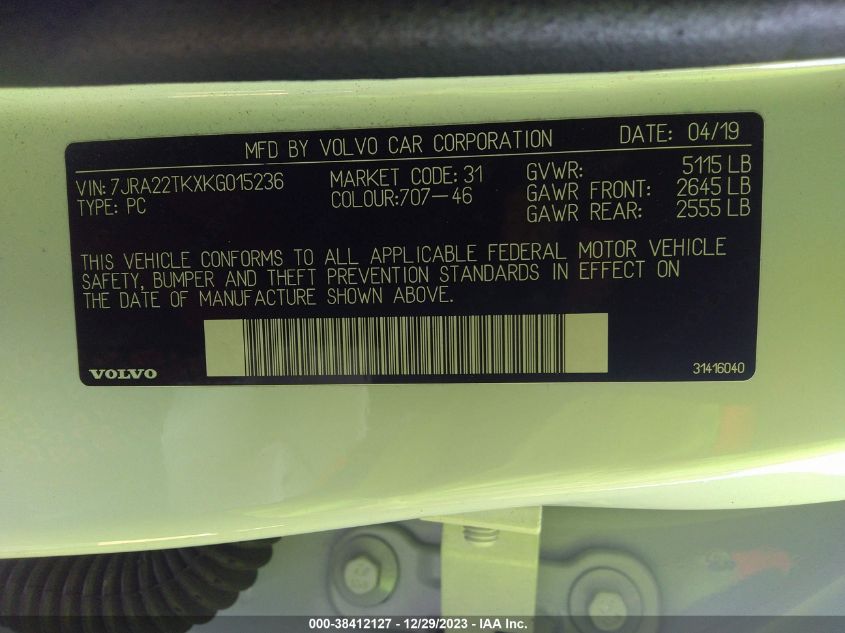 MFD BY VOLVO CAR CORPORATION DATE: 04/19
VIN: 7JRA22TKXKG015236 MARKET CODE: 31 GVWR: 5115 LB
TYPE: PC COLOUR:707-46 GAWR FRONT: 2645 LB
GAWR REAR: 2555 LB
THIS VEHICLE CONFORMS TO ALL APPLICABLE FEDERAL MOTOR VEHICLE
SAFETY, BUMPER AND THEFT PREVENTION STANDARDS IN EFFECT ON
THE DATE OF MANUFACTURE SHOWN ABOVE.
VOLVO 31416040
000-38412127 - 12/29/2023 - IAA Inc.